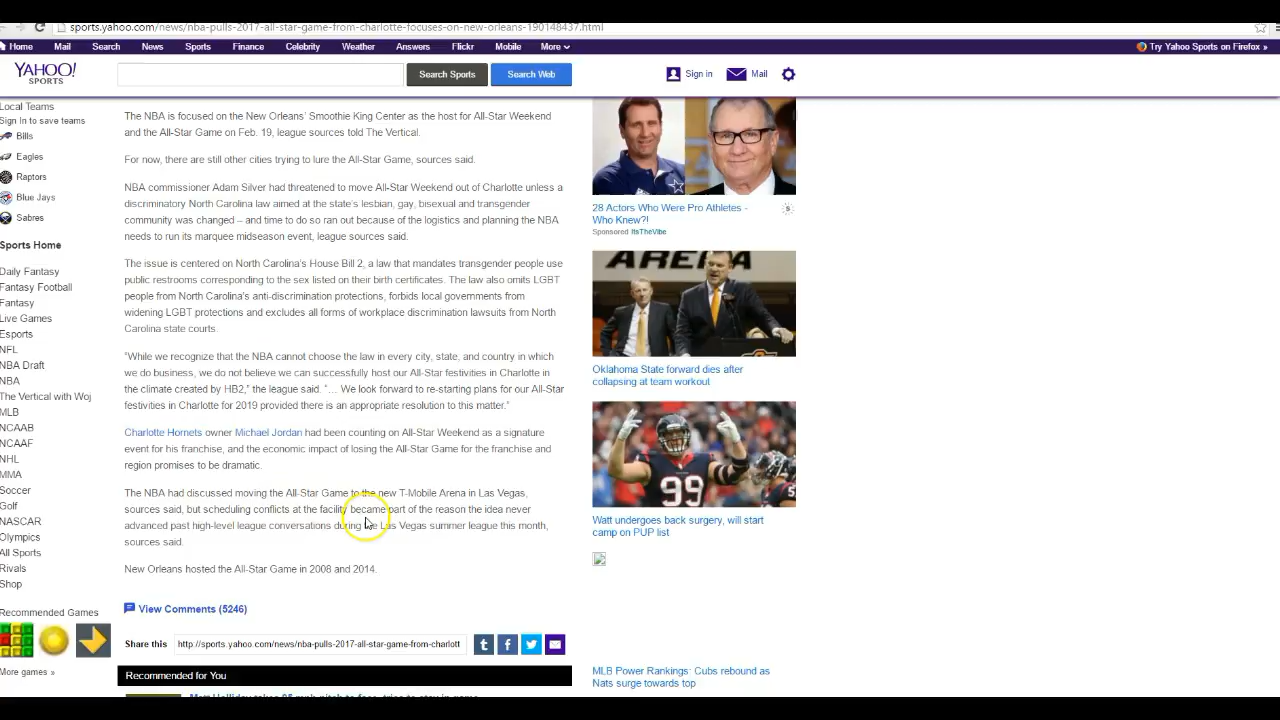 sports.yahoo.com/news/nba-pulls-2017-all-star-game-from-charlotte-focuses-on-new-orleans-190148437.html
Home Mail Search News Sports Finance Celebrity Weather Answers Flickr Mobile More Try Yahoo Sports on Firefox »
YAHOO!
SPORTS
Search Sports Search Web Sign in Mail
Local Teams
Sign In to save teams
Bills
Eagles
Raptors
Blue Jays
Sabres
Sports Home
Daily Fantasy
Fantasy Football
Fantasy
Live Games
Esports
NFL
NBA Draft
NBA
The Vertical with Woj
MLB
NCAAB
NCAAF
NHL
MMA
Soccer
Golf
NASCAR
Olympics
All Sports
Rivals
Shop
Recommended Games
More games »
The NBA is focused on the New Orleans' Smoothie King Center as the host for All-Star Weekend
and the All-Star Game on Feb. 19, league sources told The Vertical.
For now, there are still other cities trying to lure the All-Star Game, sources said.
NBA commissioner Adam Silver had threatened to move All-Star Weekend out of Charlotte unless a
discriminatory North Carolina law aimed at the state's lesbian, gay, bisexual and transgender
community was changed – and time to do so ran out because of the logistics and planning the NBA
needs to run its marquee midseason event, league sources said.
The issue is centered on North Carolina's House Bill 2, a law that mandates transgender people use
public restrooms corresponding to the sex listed on their birth certificates. The law also omits LGBT
people from North Carolina's anti-discrimination protections, forbids local governments from
widening LGBT protections and excludes all forms of workplace discrimination lawsuits from North
Carolina state courts.
"While we recognize that the NBA cannot choose the law in every city, state, and country in which
we do business, we do not believe we can successfully host our All-Star festivities in Charlotte in
the climate created by HB2," the league said. "… We look forward to re-starting plans for our All-Star
festivities in Charlotte for 2019 provided there is an appropriate resolution to this matter."
Charlotte Hornets owner Michael Jordan had been counting on All-Star Weekend as a signature
event for his franchise, and the economic impact of losing the All-Star Game for the franchise and
region promises to be dramatic.
The NBA had discussed moving the All-Star Game to the new T-Mobile Arena in Las Vegas,
sources said, but scheduling conflicts at the facility became part of the reason the idea never
advanced past high-level league conversations during the Las Vegas summer league this month,
sources said.
New Orleans hosted the All-Star Game in 2008 and 2014.
View Comments (5246)
Share this http://sports.yahoo.com/news/nba-pulls-2017-all-star-game-from-charlott
Recommended for You
28 Actors Who Were Pro Athletes -
Who Knew?!
Sponsored ItsTheVibe
ARENA
Oklahoma State forward dies after
collapsing at team workout
99
Watt undergoes back surgery, will start
camp on PUP list
MLB Power Rankings: Cubs rebound as
Nats surge towards top